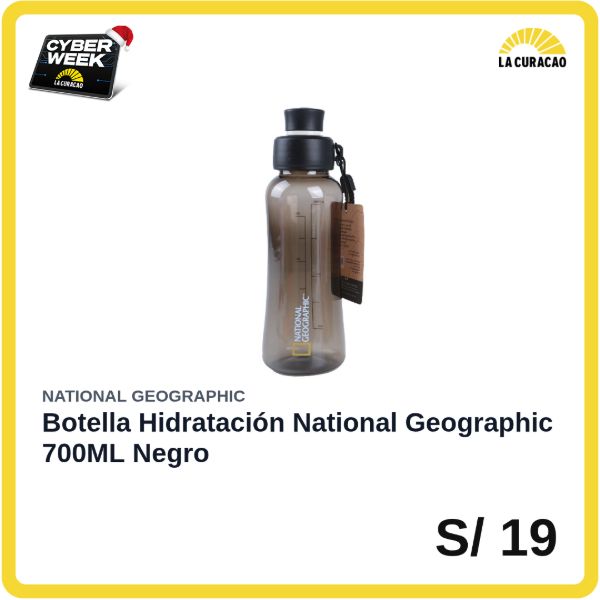 CYBER
WEEK
LA CURACAO
LA CURACAO
NATIONAL
GEOGRAPHIC
NATIONAL GEOGRAPHIC
Botella Hidratación National Geographic
700ML Negro
S/ 19